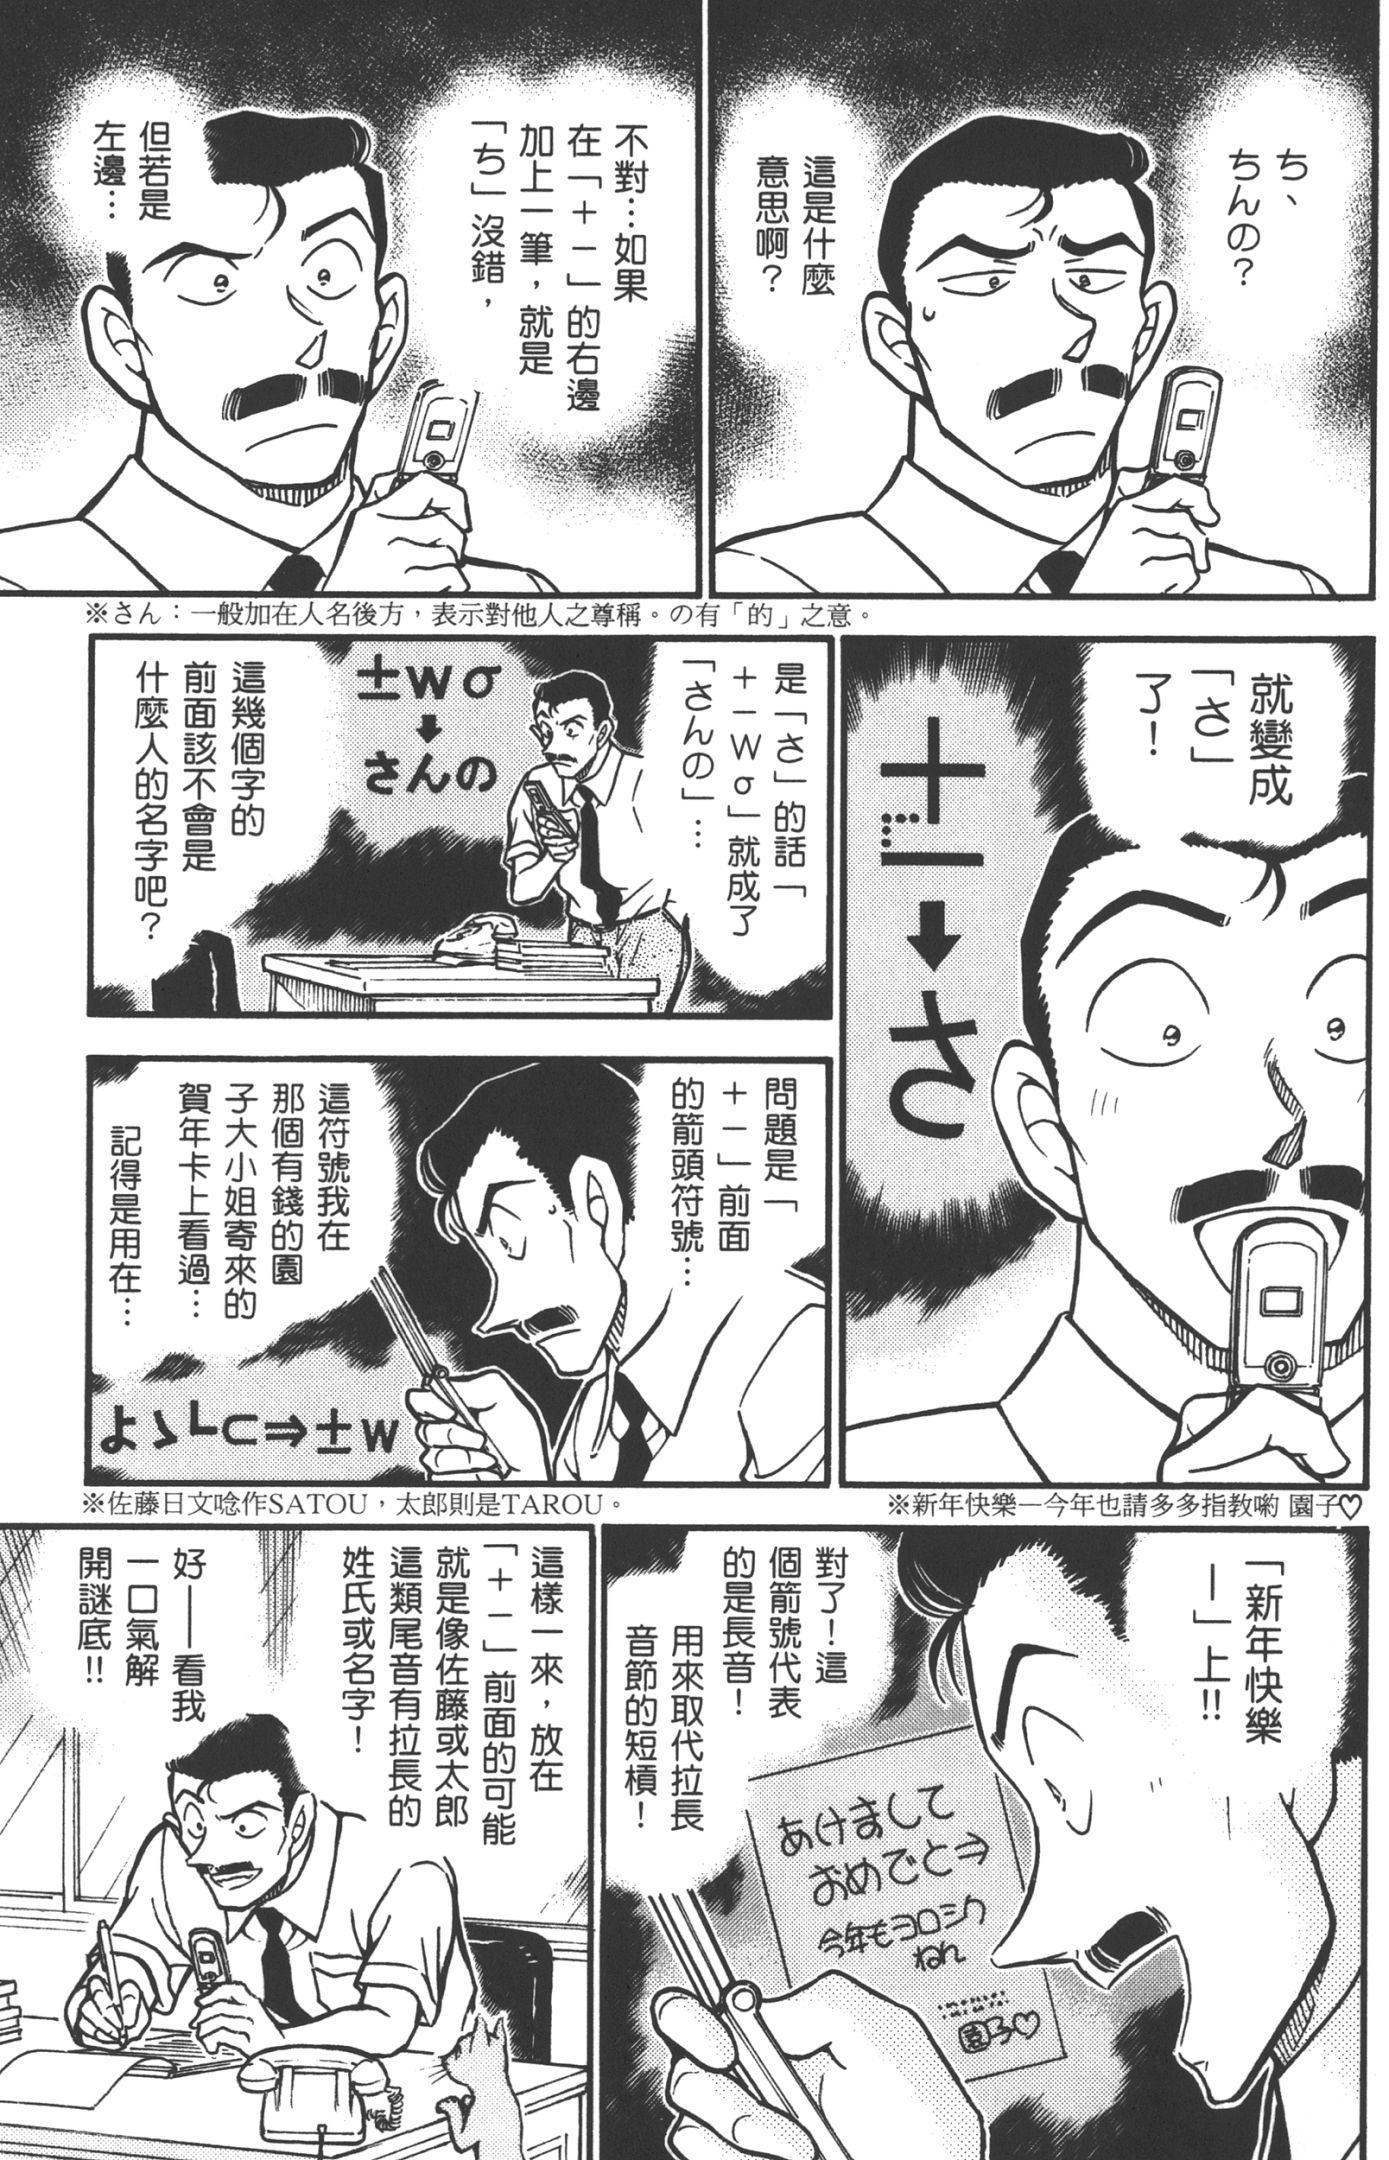 ち、
ちんの？
這是什麼
意思啊？
不對…如果
在「＋－」的右邊
加上一筆，就是
「ち」沒錯，
但若是
左邊…
※さん：一般加在人名後方，表示對他人之尊稱。の有「的」之意。
就變成
「さ」
了！
＋－➡さ
是「さ」的話「
＋－Ｗσ」就成了
「さんの」…
±Wσ
⬇
さんの
這幾個字的
前面該不會是
什麼人的名字吧？
問題是「
＋－」前面
的箭頭符號…
這符號我在
那個有錢的園
子大小姐寄來的
賀年卡上看過…
記得是用在…
よゝ┗⊂⇒±W
※佐藤日文唸作SATOU，太郎則是TAROU。
※新年快樂－今年也請多多指教喲 園子♡
「新年快樂
－」上!!
對了！這
個箭號代表
的是長音！
用來取代拉長
音節的短槓！
あけまして
おめでと⇒
今年もヨロシク
ねん
園子♡
這樣一來，放在
「＋－」前面的可能
就是像佐藤或太郎
這類尾音有拉長的
姓氏或名字！
好——看我
一口氣解
開謎底!!